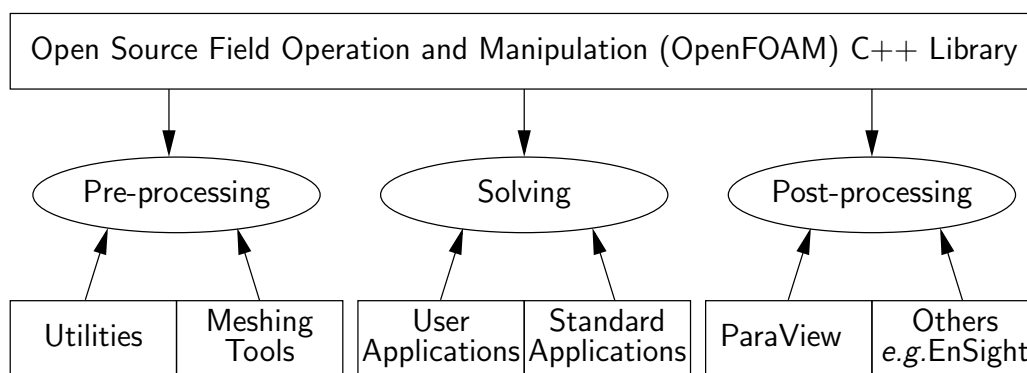 Open Source Field Operation and Manipulation (OpenFOAM) C++ Library
Pre-processing
Solving
Post-processing
Utilities
Meshing
Tools
User
Applications
Standard
Applications
ParaView
Others
e.g.EnSight